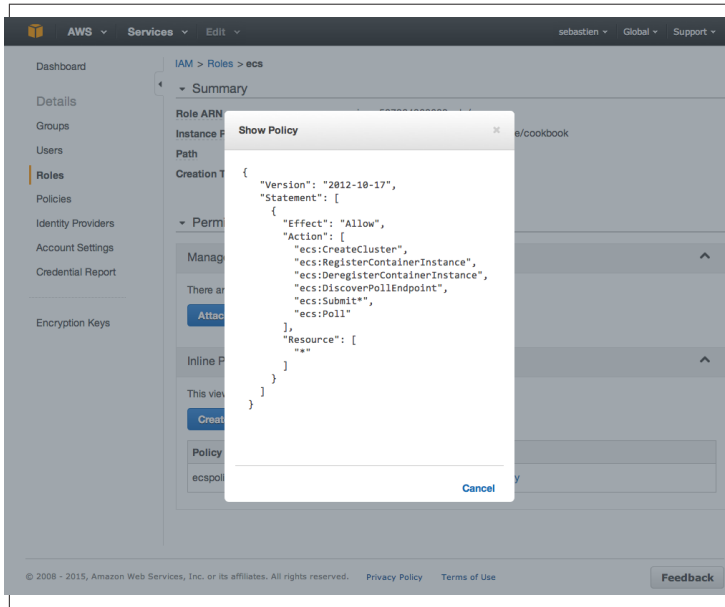 AWS Services Edit sebastien Global Support
Dashboard
Details
Groups
Users
Roles
Policies
Identity Providers
Account Settings
Credential Report
Encryption Keys
IAM > Roles > ecs
Summary
Role ARN
Instance P
Path
Creation T
e/cookbook
Permi
Manag
There ar
Attac
Inline P
This view
Creat
Policy
ecspoli
y
Show Policy ×
{
"Version": "2012-10-17",
"Statement": [
{
"Effect": "Allow",
"Action": [
"ecs:CreateCluster",
"ecs:RegisterContainerInstance",
"ecs:DeregisterContainerInstance",
"ecs:DiscoverPollEndpoint",
"ecs:Submit*",
"ecs:Poll"
],
"Resource": [
"*"
]
}
]
}
Cancel
© 2008 - 2015, Amazon Web Services, Inc. or its affiliates. All rights reserved. Privacy Policy Terms of Use
Feedback